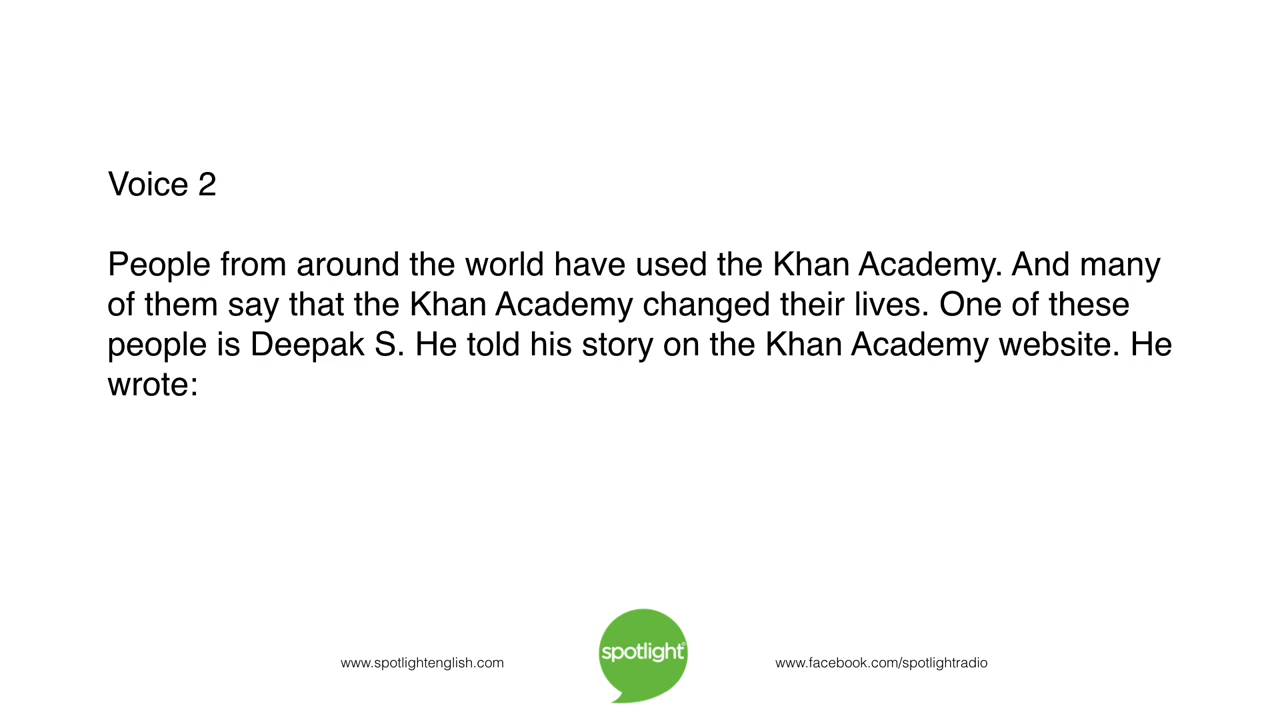 Voice 2
People from around the world have used the Khan Academy. And many
of them say that the Khan Academy changed their lives. One of these
people is Deepak S. He told his story on the Khan Academy website. He
wrote:
www.spotlightenglish.com
spotlight®
www.facebook.com/spotlightradio